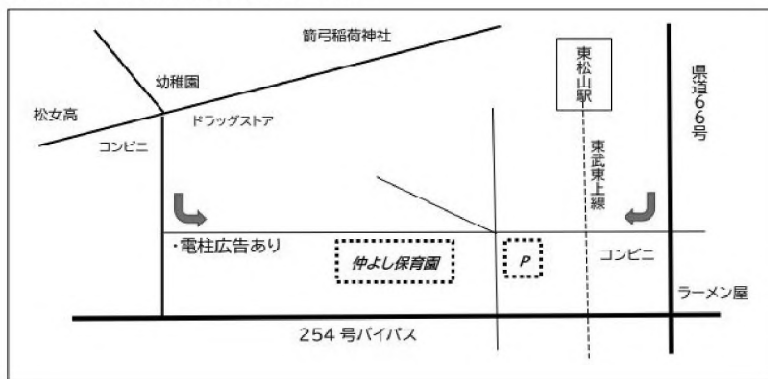 箭弓稲荷神社
東松山駅
県道66号
幼稚園
松女高
ドラッグストア
コンビニ
東武東上線
・電柱広告あり
仲よし保育園
P
コンビニ
ラーメン屋
254号バイパス